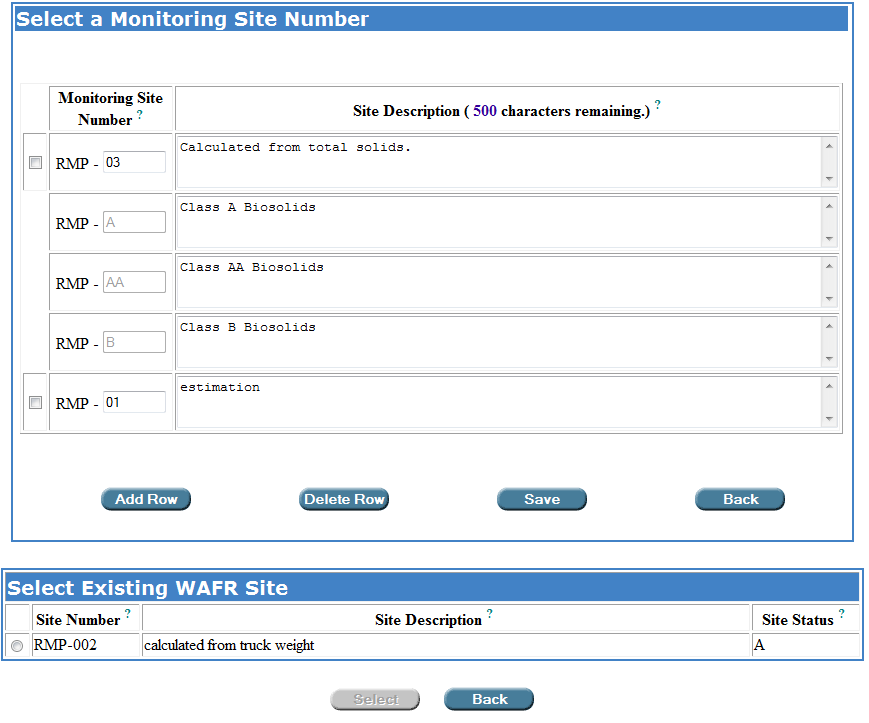 Select a Monitoring Site Number
Monitoring Site Number ? Site Description ( 500 characters remaining.) ?
RMP - 03 Calculated from total solids.
RMP - A Class A Biosolids
RMP - AA Class AA Biosolids
RMP - B Class B Biosolids
RMP - 01 estimation
Add Row Delete Row Save Back
Select Existing WAFR Site
Site Number ? Site Description ? Site Status ?
RMP-002 calculated from truck weight A
Select Back